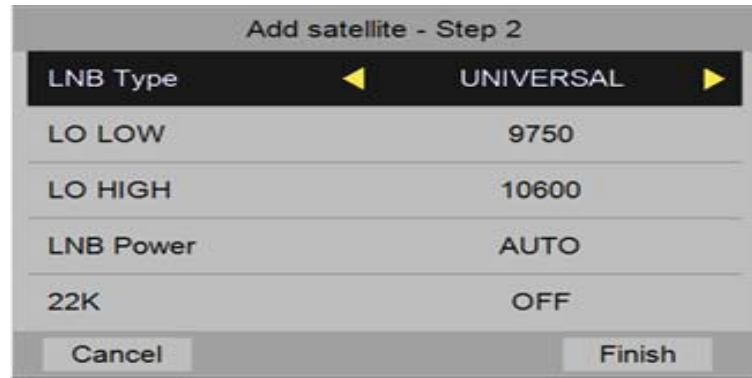 Add satellite - Step 2
LNB Type UNIVERSAL
LO LOW 9750
LO HIGH 10600
LNB Power AUTO
22K OFF
Cancel Finish